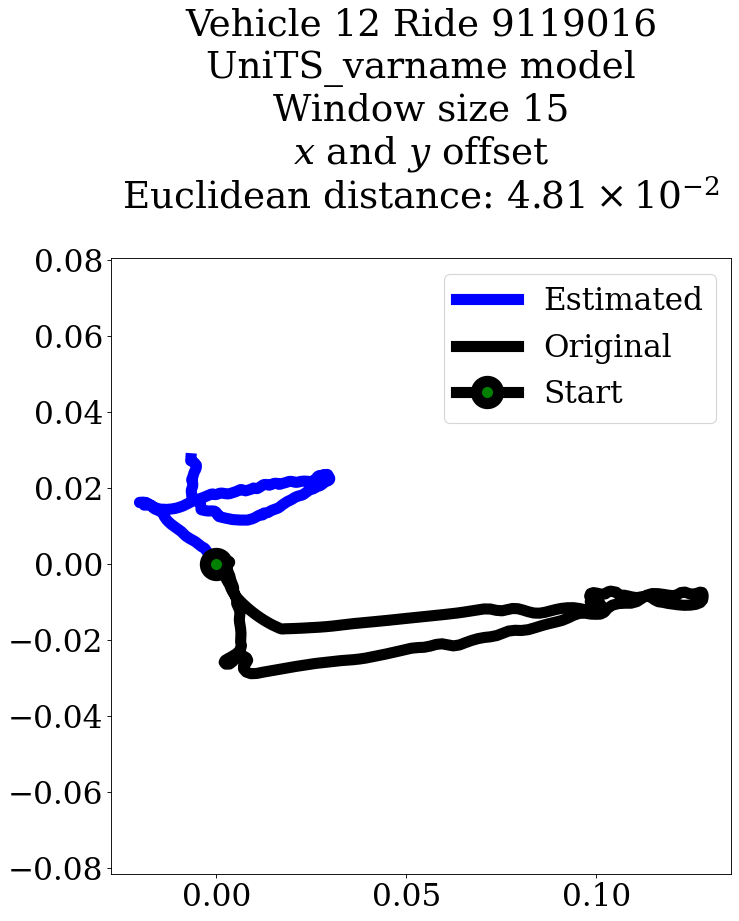 Vehicle 12 Ride 9119016
UniTS_varname model
Window size 15
x and y offset
Euclidean distance: 4.81 × 10⁻²
0.08
0.06
0.04
0.02
0.00
−0.02
−0.04
−0.06
−0.08
Estimated
Original
Start
0.00 0.05 0.10